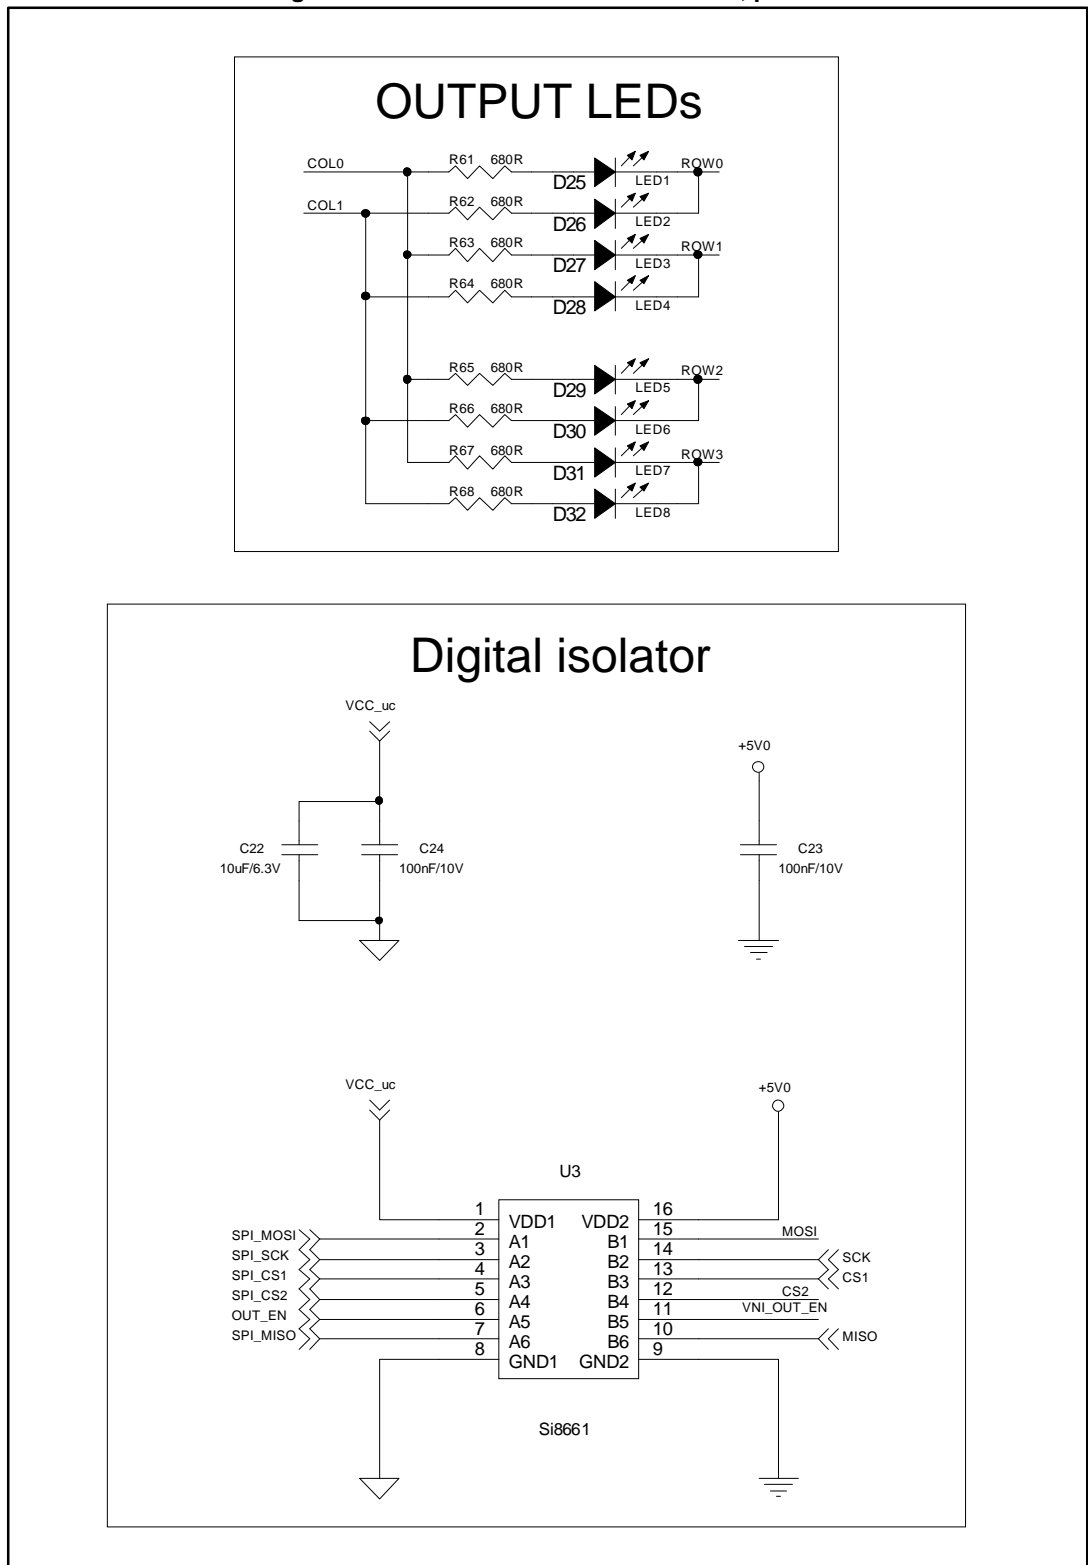 OUTPUT LEDs
COL0 R61 680R D25 LED1 ROW0
COL1 R62 680R D26 LED2
R63 680R D27 LED3 ROW1
R64 680R D28 LED4
R65 680R D29 LED5 ROW2
R66 680R D30 LED6
R67 680R D31 LED7 ROW3
R68 680R D32 LED8
Digital isolator
VCC_uc
+5V0
C22 C24 C23
10uF/6.3V 100nF/10V 100nF/10V
VCC_uc +5V0
U3
1 VDD1 VDD2 16
SPI_MOSI 2 A1 B1 15 MOSI
SPI_SCK 3 A2 B2 14 SCK
SPI_CS1 4 A3 B3 13 CS1
SPI_CS2 5 A4 B4 12 CS2
OUT_EN 6 A5 B5 11 VNI_OUT_EN
SPI_MISO 7 A6 B6 10 MISO
8 GND1 GND2 9
Si8661